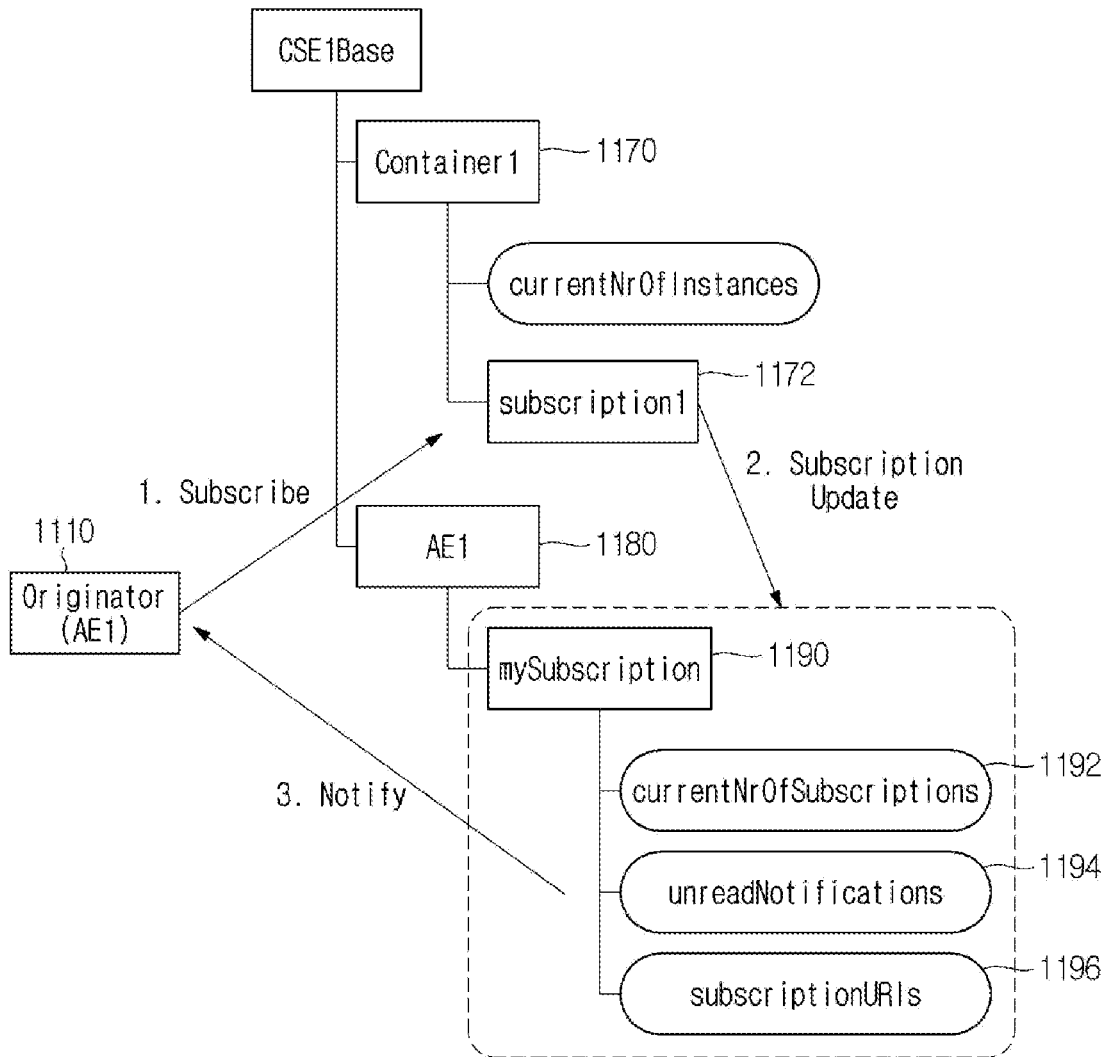 CSE1Base
Container1
1170
currentNrOfInstances
subscription1
1172
1. Subscribe
2. Subscription
Update
1110
Originator
(AE1)
AE1
1180
mySubscription
1190
3. Notify
currentNrOfSubscriptions
1192
unreadNotifications
1194
subscriptionURIs
1196